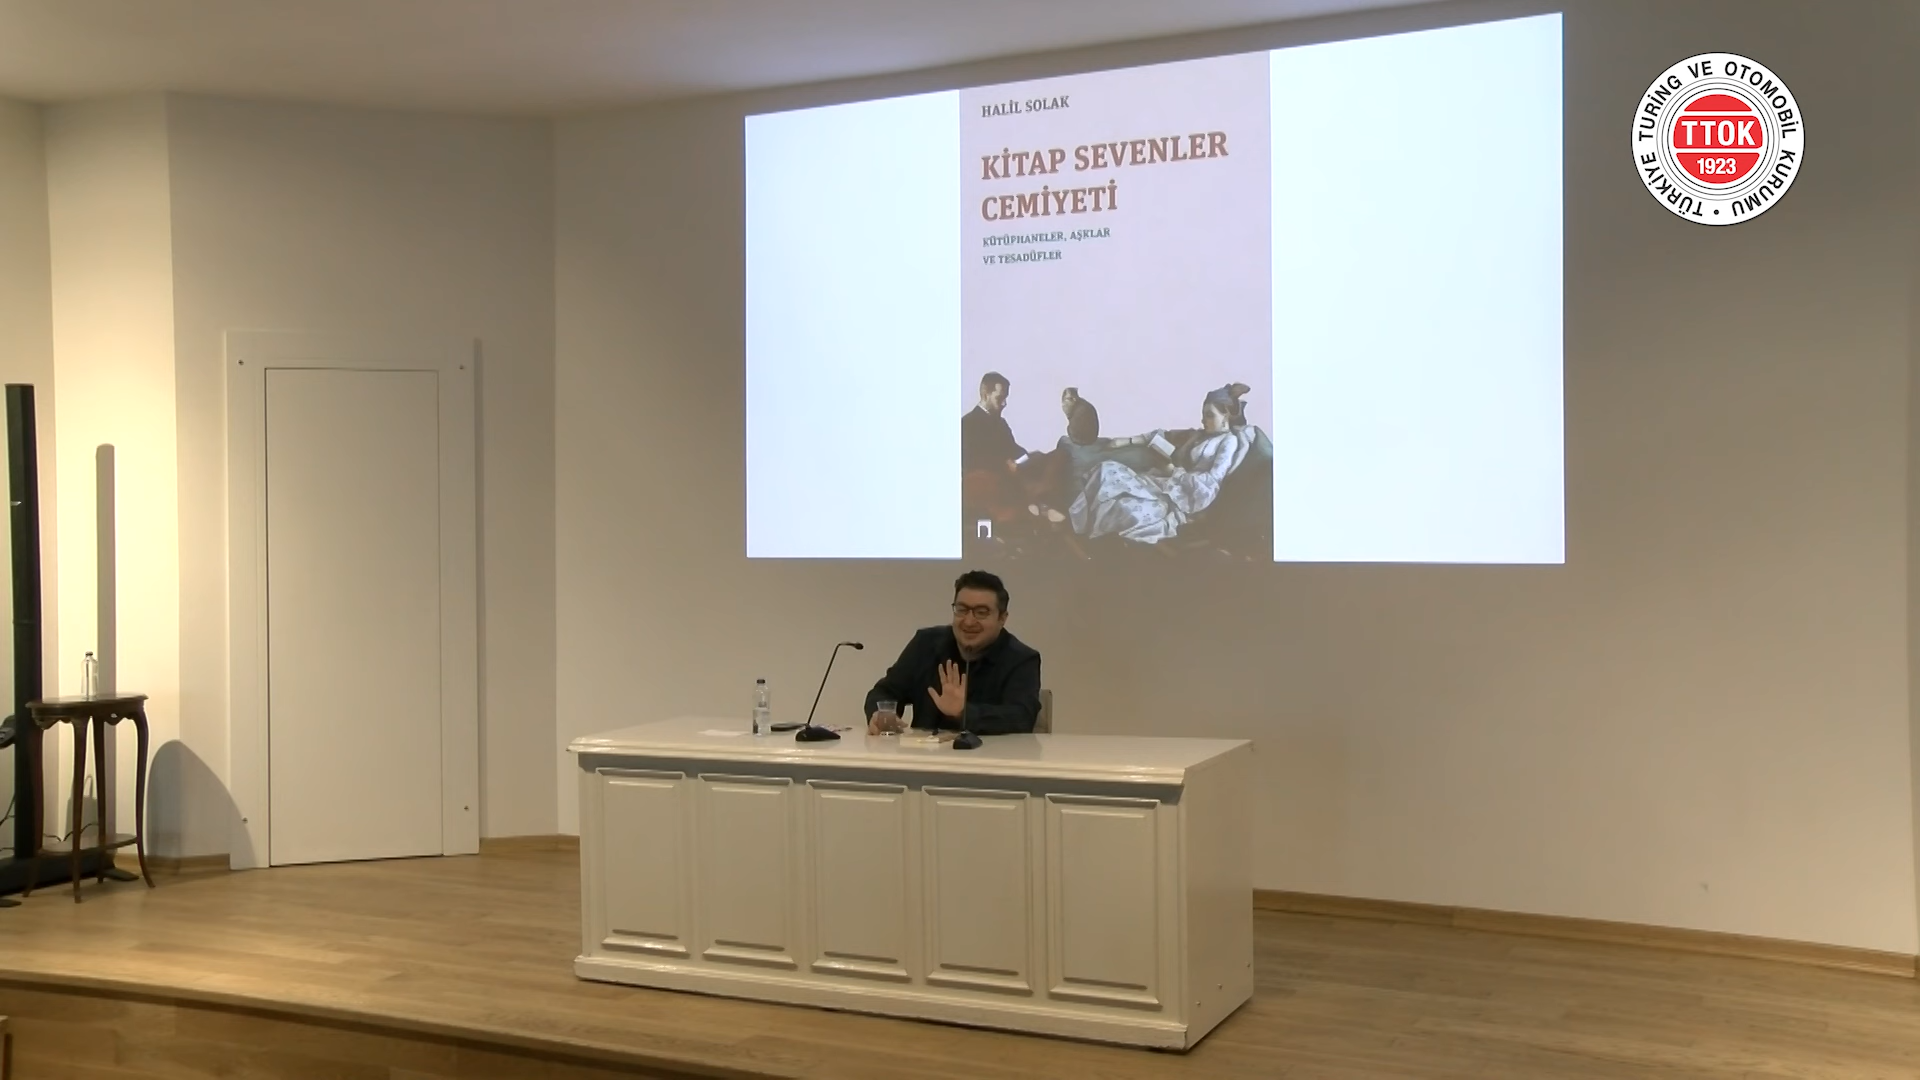 HALİL SOLAK
KİTAP SEVENLER
CEMİYETİ
KÜTÜPHANELER, AŞKLAR
VE TESADÜFLER
TÜRKİYE TURİNG VE OTOMOBİL KURUMU
TTOK
1923